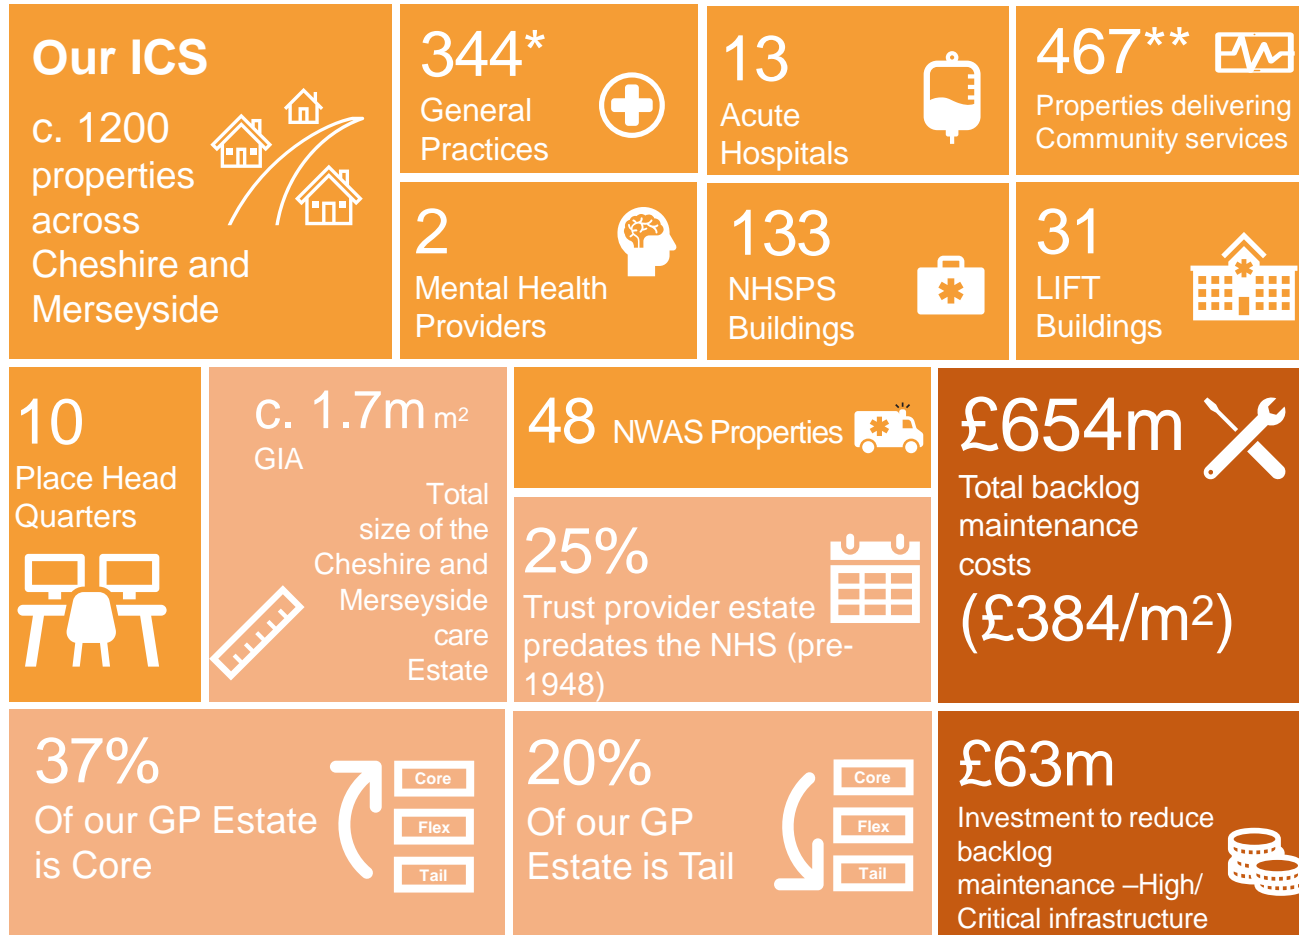 Our ICS
c. 1200
properties
across
Cheshire and
Merseyside
344*
General
Practices
13
Acute
Hospitals
467**
Properties delivering
Community services
2
Mental Health
Providers
133
NHSPS
Buildings
31
LIFT
Buildings
10
Place Head
Quarters
c. 1.7m m²
GIA
Total
size of the
Cheshire and
Merseyside
care
Estate
48 NWAS Properties
25%
Trust provider estate
predates the NHS (pre-
1948)
£654m
Total backlog
maintenance
costs
(£384/m²)
37%
Of our GP Estate
is Core
Core
Flex
Tail
20%
Of our GP
Estate is Tail
Core
Flex
Tail
£63m
Investment to reduce
backlog
maintenance –High/
Critical infrastructure